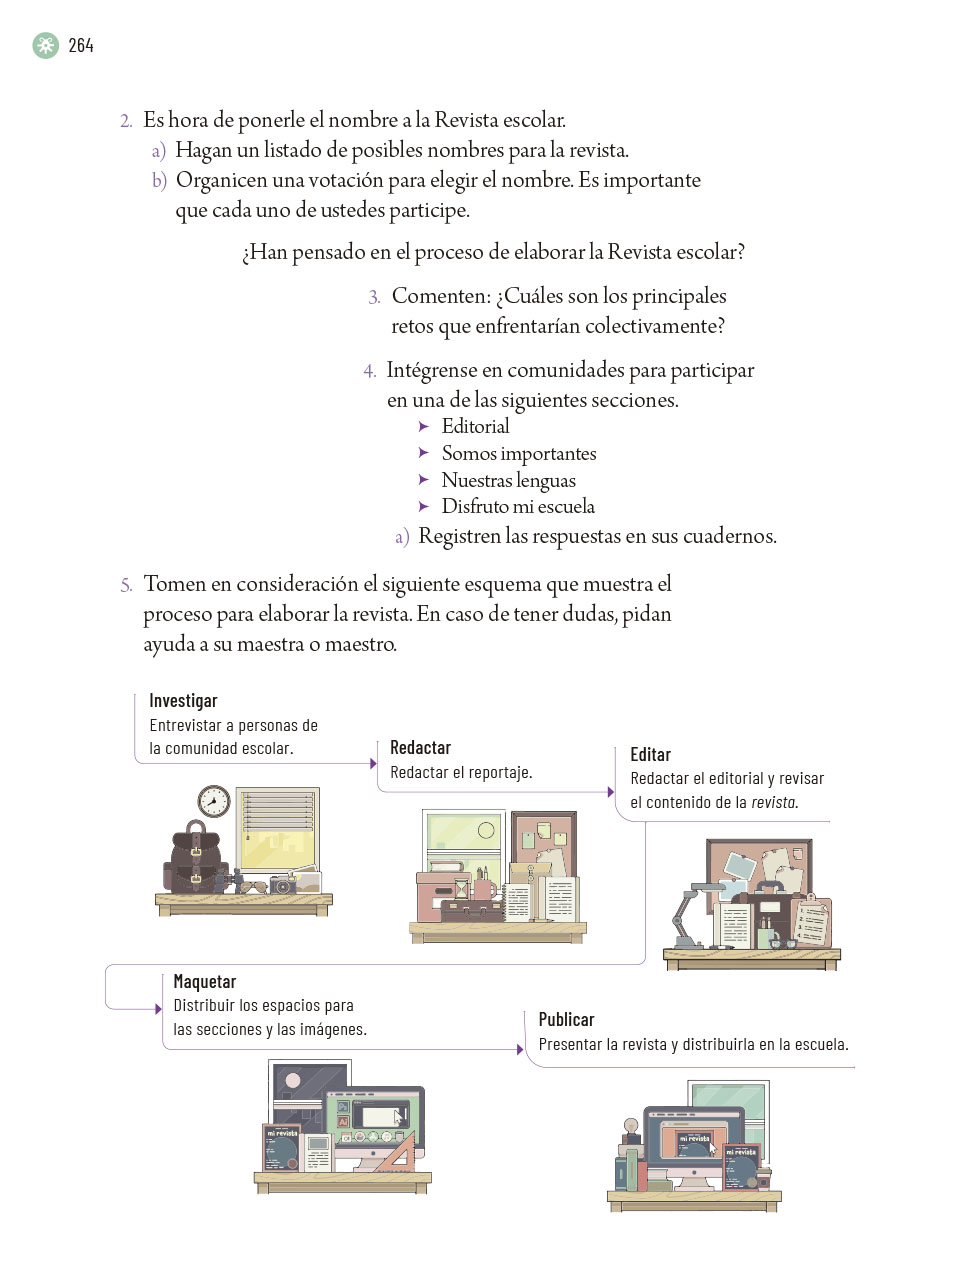 264
2. Es hora de ponerle el nombre a la Revista escolar.
a) Hagan un listado de posibles nombres para la revista.
b) Organicen una votación para elegir el nombre. Es importante
que cada uno de ustedes participe.
¿Han pensado en el proceso de elaborar la Revista escolar?
3. Comenten: ¿Cuáles son los principales
retos que enfrentarían colectivamente?
4. Intégrense en comunidades para participar
en una de las siguientes secciones.
➤ Editorial
➤ Somos importantes
➤ Nuestras lenguas
➤ Disfruto mi escuela
a) Registren las respuestas en sus cuadernos.
5. Tomen en consideración el siguiente esquema que muestra el
proceso para elaborar la revista. En caso de tener dudas, pidan
ayuda a su maestra o maestro.
Investigar
Entrevistar a personas de
la comunidad escolar.
Redactar
Redactar el reportaje.
Editar
Redactar el editorial y revisar
el contenido de la revista.
Maquetar
Distribuir los espacios para
las secciones y las imágenes.
Publicar
Presentar la revista y distribuirla en la escuela.
mi revista
mi revista
mi revista